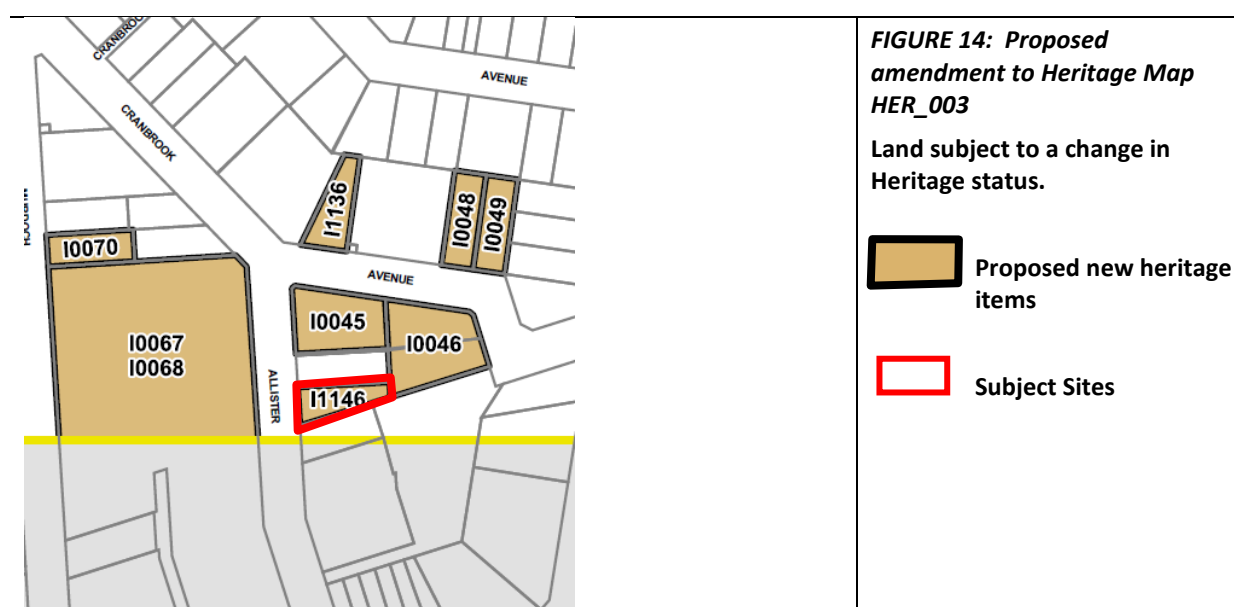 CRANBROOK
AVENUE
CRANBROOK
I1136
I0048
I0049
MURDOCH
I0070
AVENUE
I0045
I0046
I0067
I0068
ALLISTER
I1146
FIGURE 14: Proposed
amendment to Heritage Map
HER_003
Land subject to a change in
Heritage status.
Proposed new heritage
items
Subject Sites